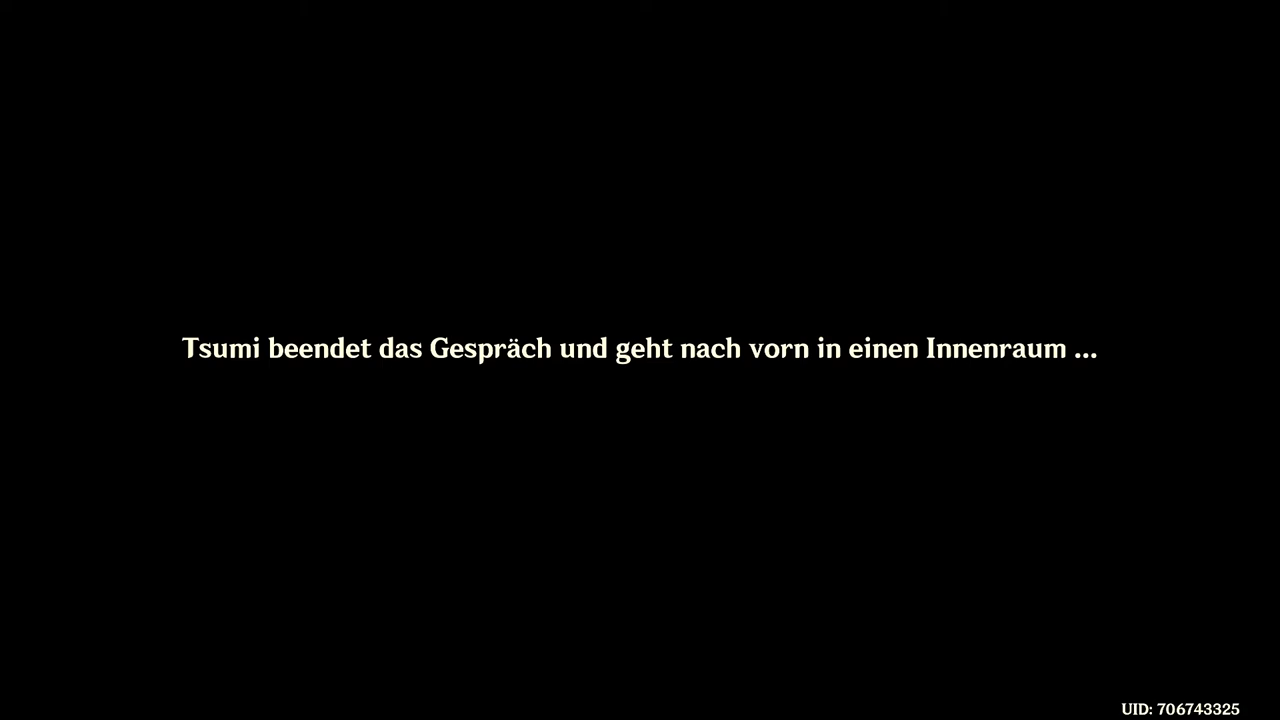 Tsumi beendet das Gespräch und geht nach vorn in einen Innenraum ...
UID: 706743325